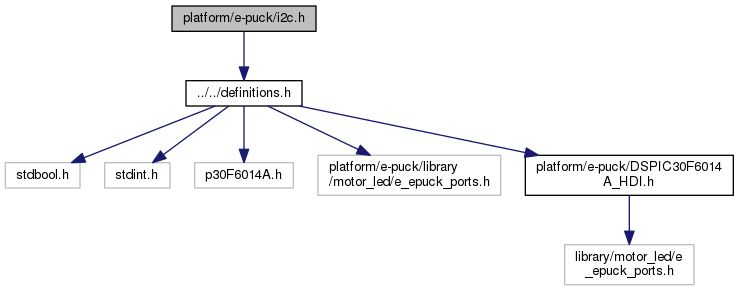 platform/e-puck/i2c.h
../../definitions.h
stdbool.h
stdint.h
p30F6014A.h
platform/e-puck/library
/motor_led/e_epuck_ports.h
platform/e-puck/DSPIC30F6014
A_HDI.h
library/motor_led/e
_epuck_ports.h